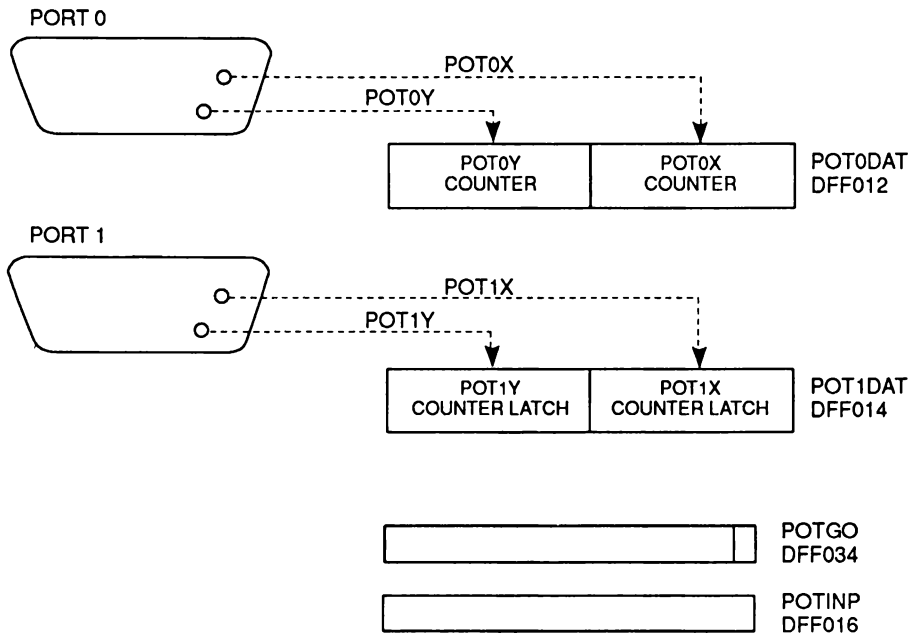 PORT 0
POT0X
POT0Y
POT0Y
COUNTER
POT0X
COUNTER
POT0DAT
DFF012
PORT 1
POT1X
POT1Y
POT1Y
COUNTER LATCH
POT1X
COUNTER LATCH
POT1DAT
DFF014
POTGO
DFF034
POTINP
DFF016